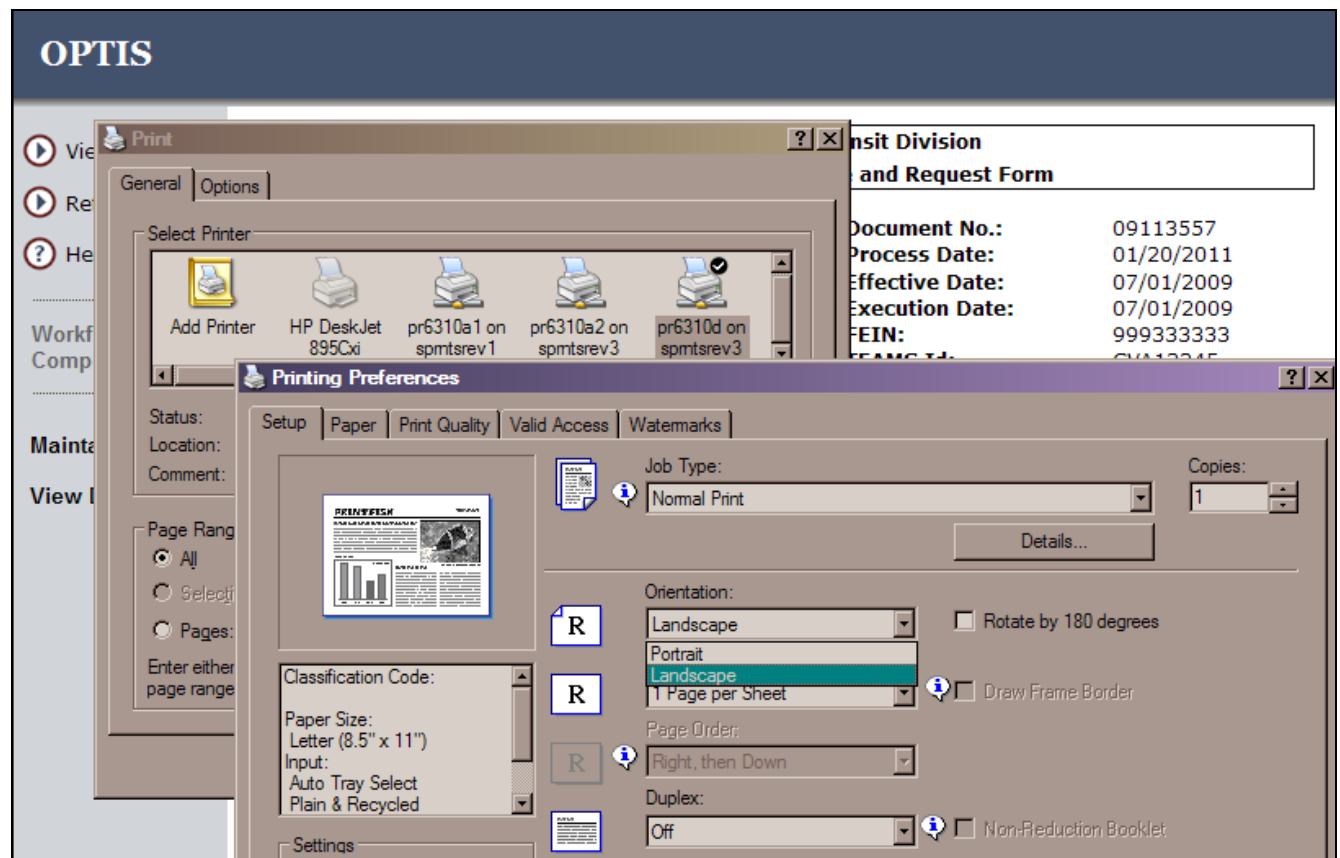 OPTIS
Print
General Options
Select Printer
Add Printer
HP DeskJet
895Cxi
pr6310a1 on
spmtsrev1
pr6310a2 on
spmtsrev3
pr6310d on
spmtsrev3
Status:
Location:
Comment:
Page Rang
All
Selecti
Pages:
Enter either
page range
Vie
Re
He
Workf
Comp
Mainta
View
nsit Division
and Request Form
Document No.: 09113557
Process Date: 01/20/2011
Effective Date: 07/01/2009
Execution Date: 07/01/2009
FEIN: 999333333
Printing Preferences
Setup Paper Print Quality Valid Access Watermarks
PRINTFISH
Job Type:
Normal Print
Copies:
1
Details...
Orientation:
Landscape
Rotate by 180 degrees
Portrait
Landscape
1 Page per Sheet
Draw Frame Border
Page Order:
Right, then Down
Duplex:
Off
Non-Reduction Booklet
R
R
R
Classification Code:
Paper Size:
Letter (8.5" x 11")
Input:
Auto Tray Select
Plain & Recycled
Settings